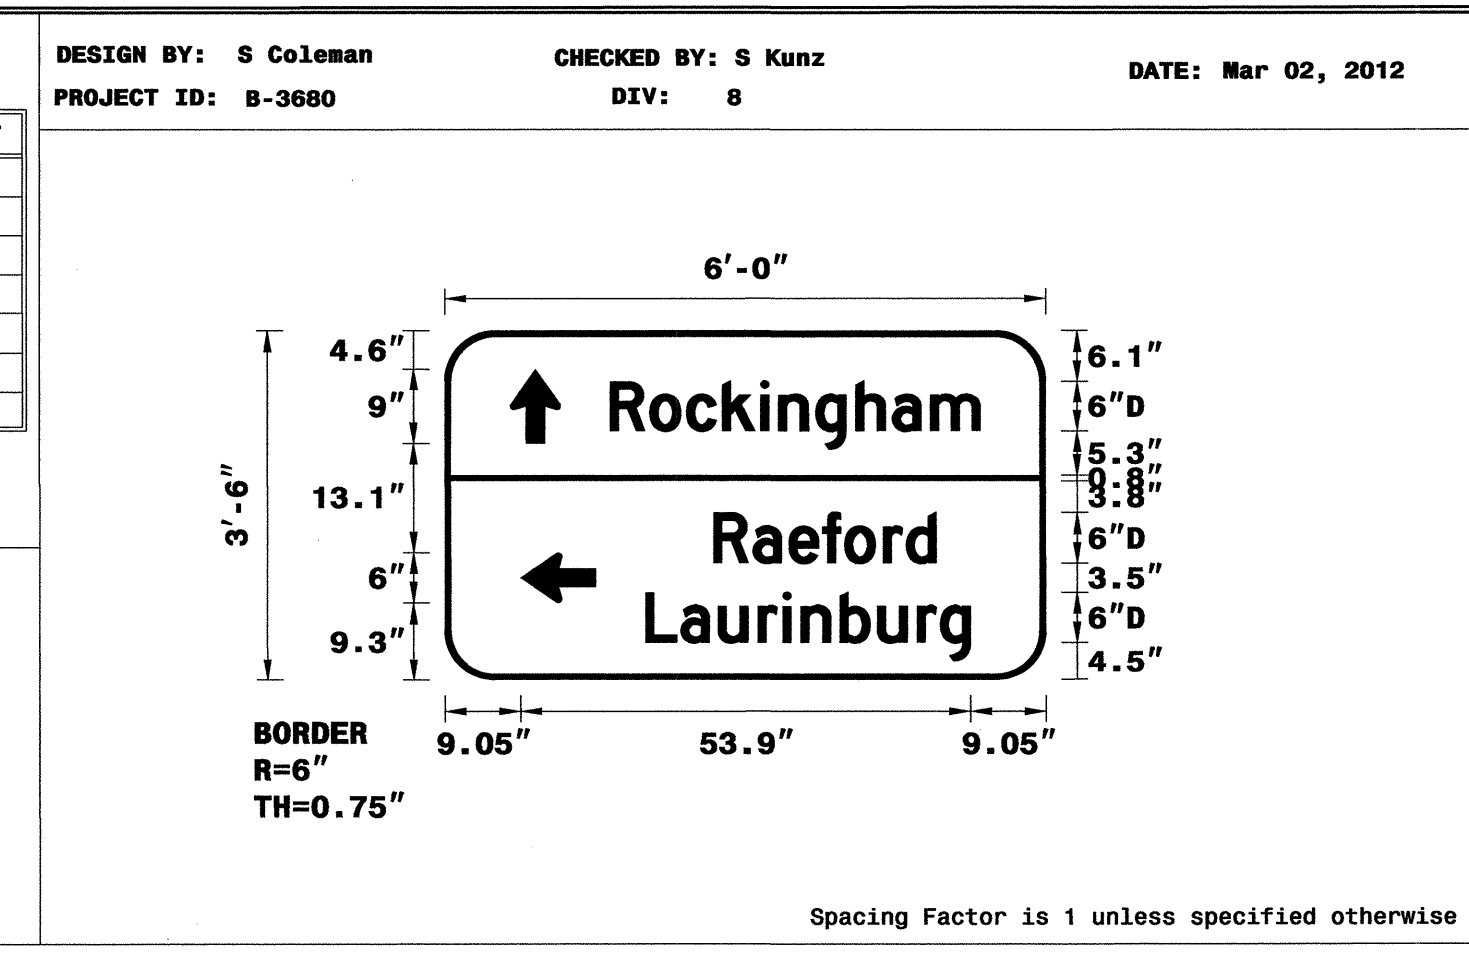 DESIGN BY: S Coleman
CHECKED BY: S Kunz
DATE: Mar 02, 2012
PROJECT ID: B-3680
DIV: 8
6'-0"
3'-6"
4.6"
9"
13.1"
6"
9.3"
Rockingham
Raeford
Laurinburg
6.1"
6"D
5.3"
0.8"
3.8"
6"D
3.5"
6"D
4.5"
9.05"
53.9"
9.05"
BORDER
R=6"
TH=0.75"
Spacing Factor is 1 unless specified otherwise